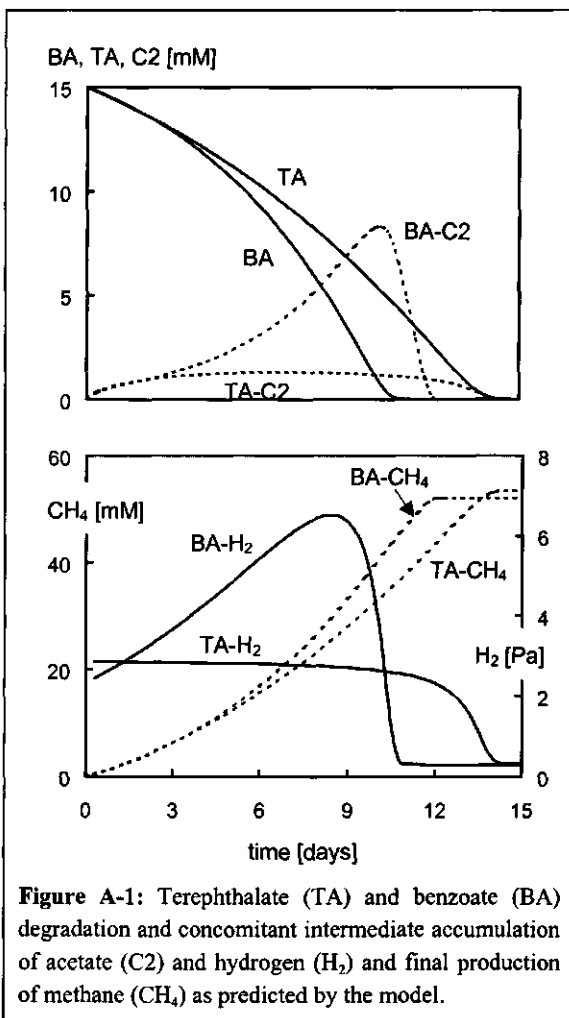 BA, TA, C2 [mM]
15
10
5
0
TA
BA
BA-C2
TA-C2
60
40
20
0
CH₄ [mM]
BA-H₂
TA-H₂
BA-CH₄
TA-CH₄
8
6
4
2
0
H₂ [Pa]
0 3 6 9 12 15
time [days]
Figure A-1: Terephthalate (TA) and benzoate (BA)
degradation and concomitant intermediate accumulation
of acetate (C2) and hydrogen (H₂) and final production
of methane (CH₄) as predicted by the model.